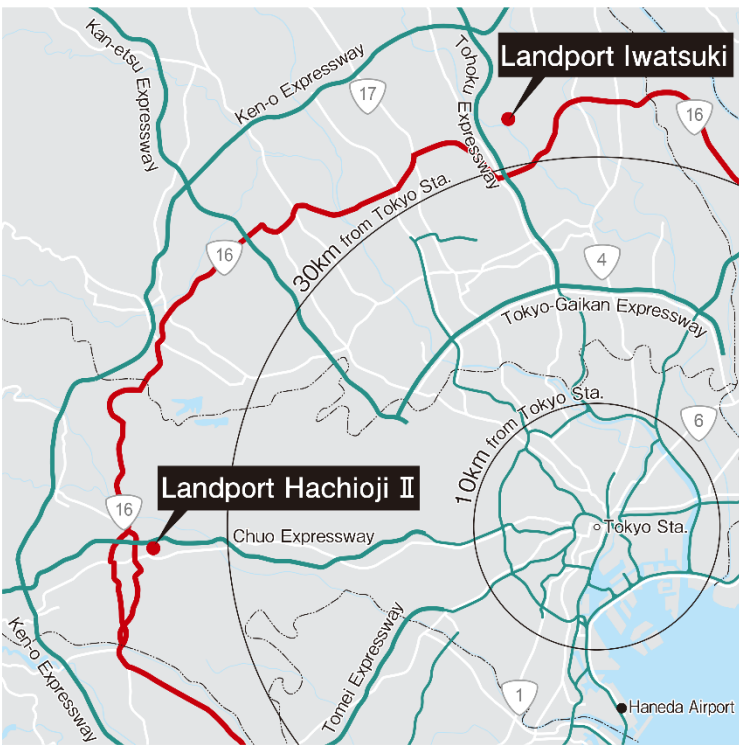 Landport Iwatsuki
Kan-etsu Expressway
Ken-o Expressway
17
Tohoku Expressway
16
30km from Tokyo Sta.
16
4
Tokyo-Gaikan Expressway
10km from Tokyo Sta.
6
Landport Hachioji Ⅱ
16
Chuo Expressway
Tokyo Sta.
Ken-o Expressway
Tomei Expressway
1
Haneda Airport